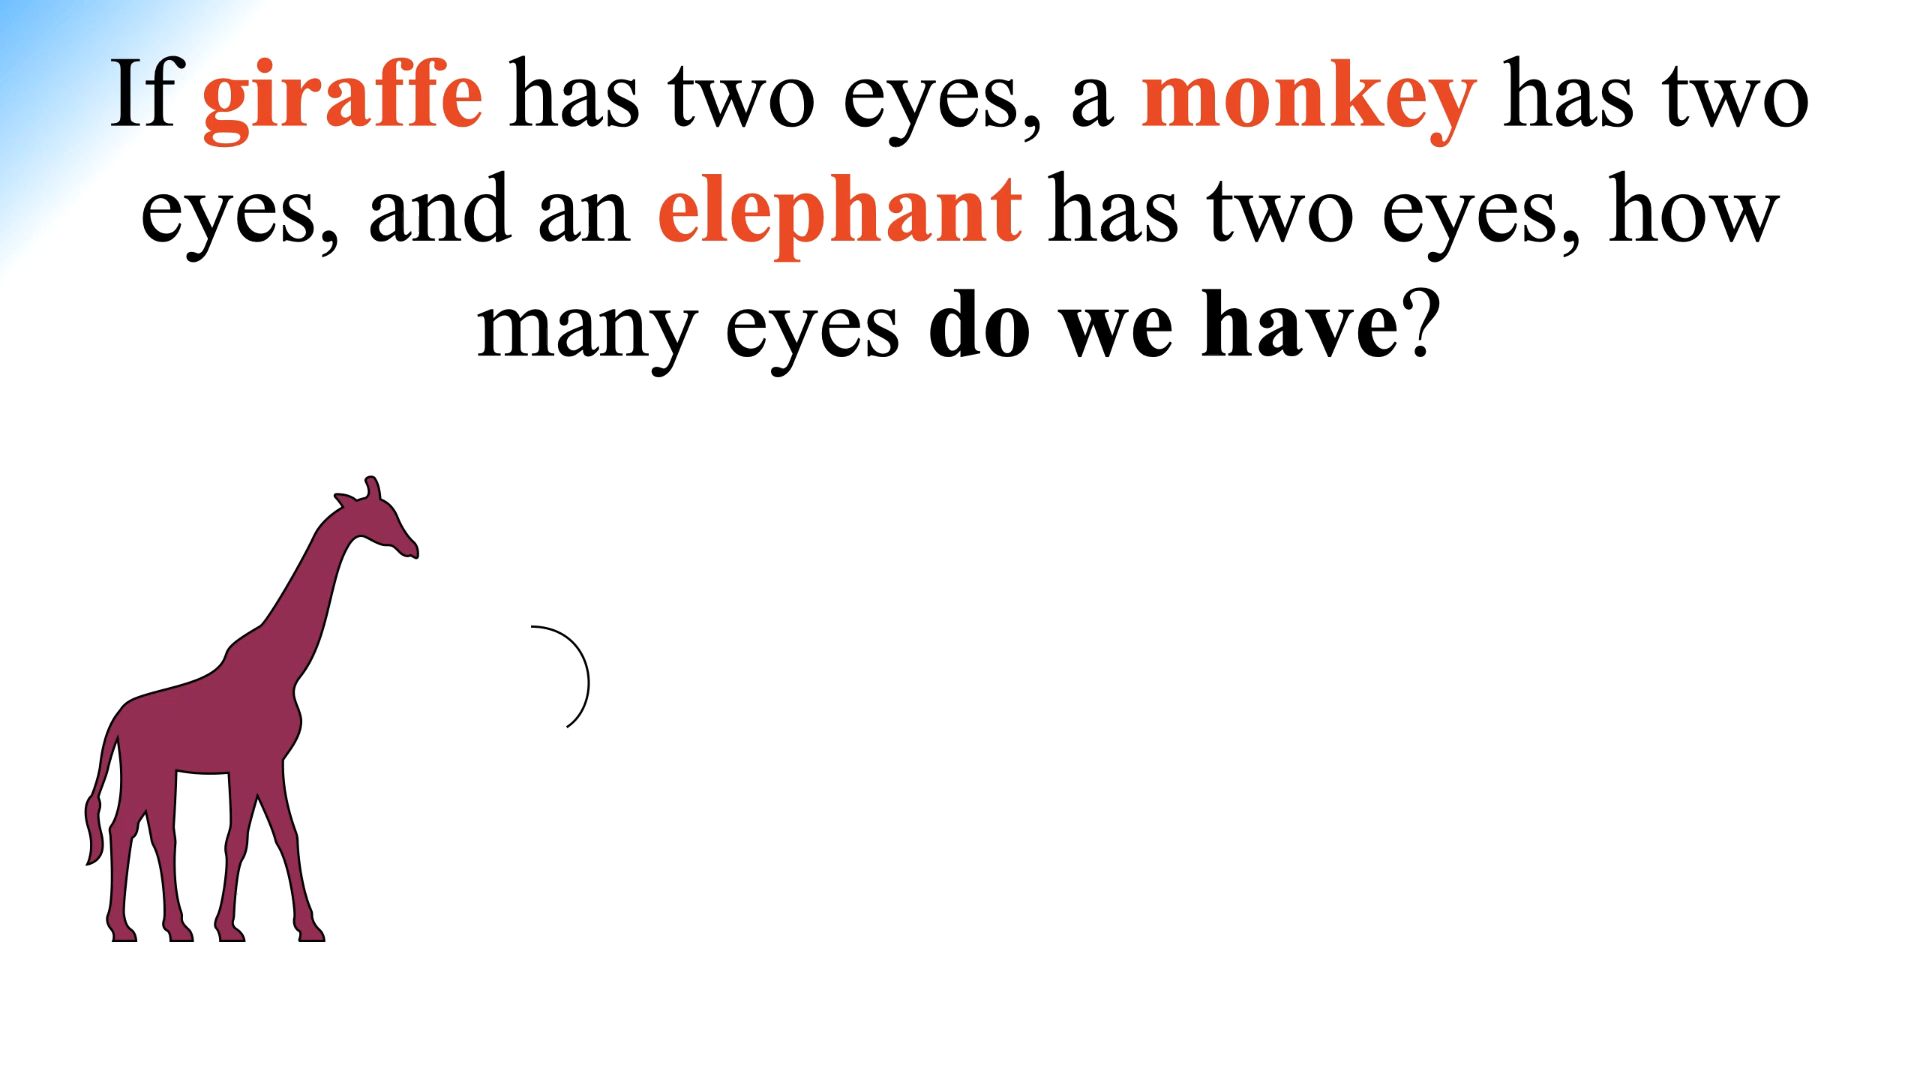 If giraffe has two eyes, a monkey has two
eyes, and an elephant has two eyes, how
many eyes do we have?